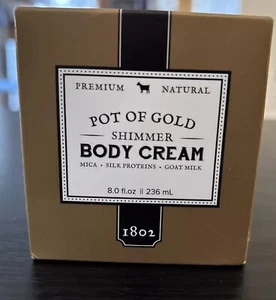 PREMIUM NATURAL
POT OF GOLD
SHIMMER
BODY CREAM
MICA • SILK PROTEINS • GOAT MILK
8.0 fl.oz || 236 mL
1802